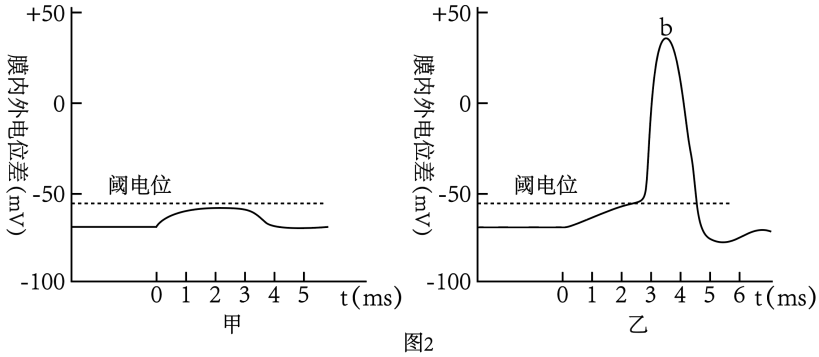 +50
0
-50
-100
膜内外电位差(mV)
阈电位
0 1 2 3 4 5 t(ms)
甲
+50
0
-50
-100
膜内外电位差(mV)
阈电位
b
0 1 2 3 4 5 6 t(ms)
乙
图2